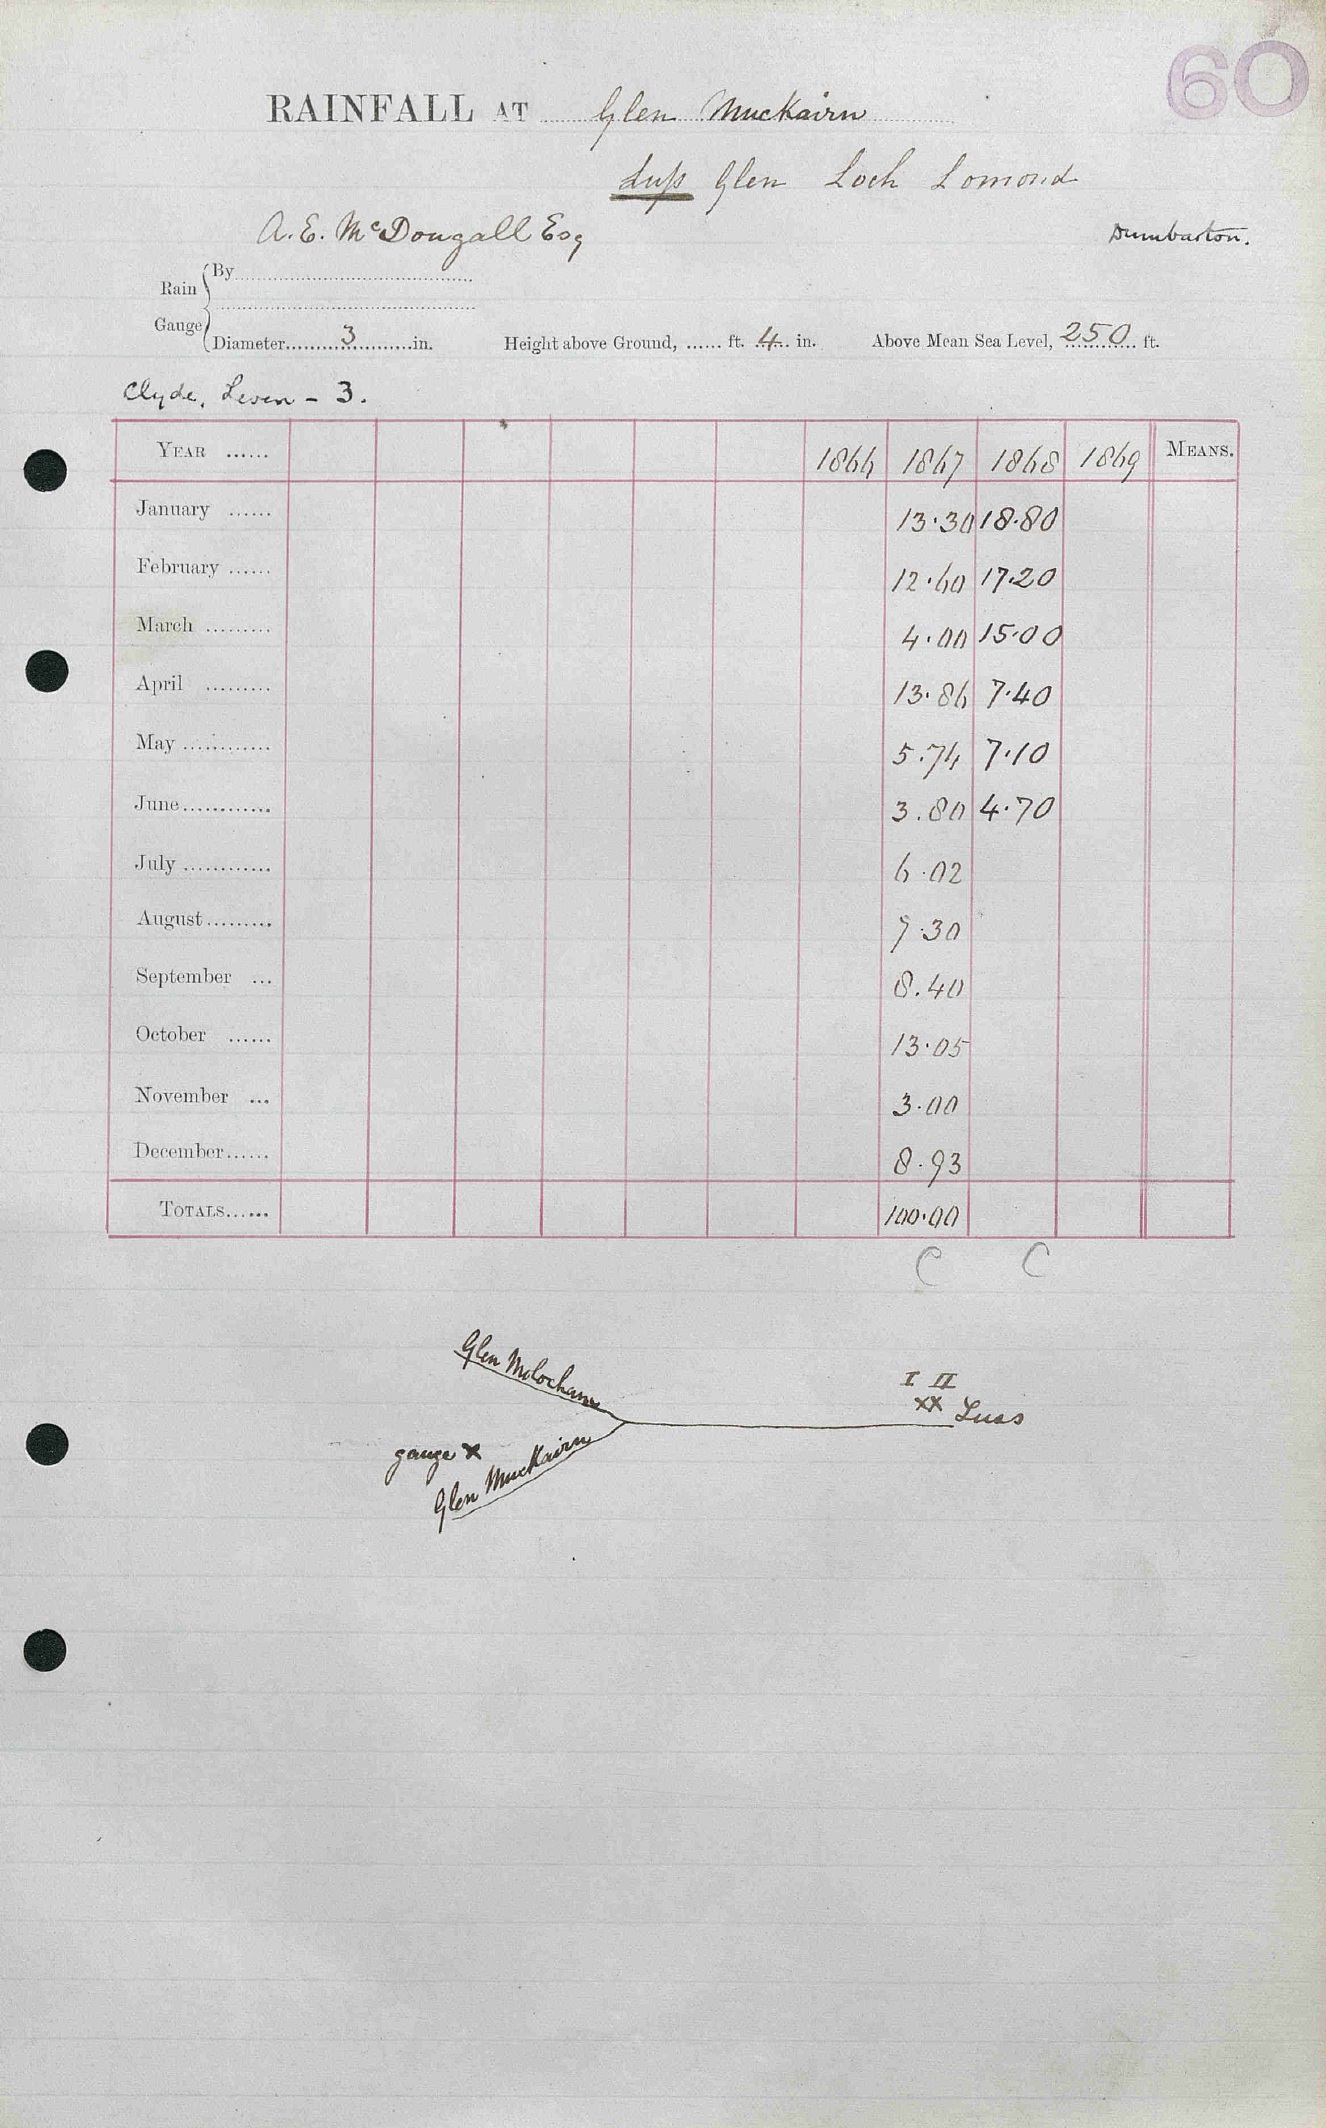 60
RAINFALL AT Glen Muckairn
Luss Glen Loch Lomond
A. E. McDougall Esq
Dumbarton.
Rain Gauge { By
Diameter 3 in. Height above Ground, ...... ft. 4 in. Above Mean Sea Level, 250 ft.
Clyde, Leven - 3.
YEAR ...... 1866 1867 1868 1869 MEANS.
January ...... 13.30 18.80
February ...... 12.60 17.20
March ......... 4.00 15.00
April ......... 13.86 7.40
May ............ 5.74 7.10
June ............ 3.80 4.70
July ............ 6.02
August ......... 7.30
September ... 8.40
October ...... 13.05
November ... 3.00
December ...... 8.93
TOTALS ...... 100.00
C C
Glen Molochan
I II
xx Luss
gauge x
Glen Muckairn